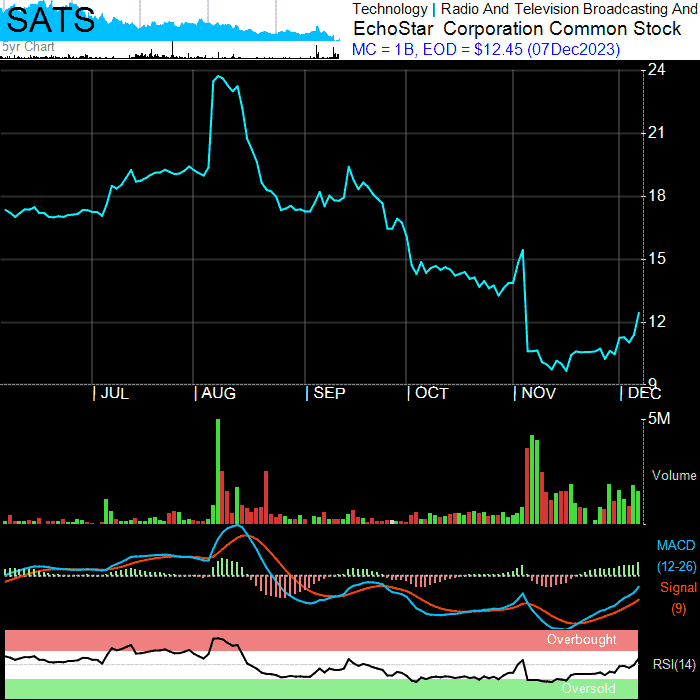 SATS
5yr Chart
Technology | Radio And Television Broadcasting And
EchoStar Corporation Common Stock
MC = 1B, EOD = $12.45 (07Dec2023)
24
21
18
15
12
9
| JUL | AUG | SEP | OCT | NOV | DEC
5M
Volume
MACD
(12-26)
Signal
(9)
Overbought
RSI(14)
Oversold